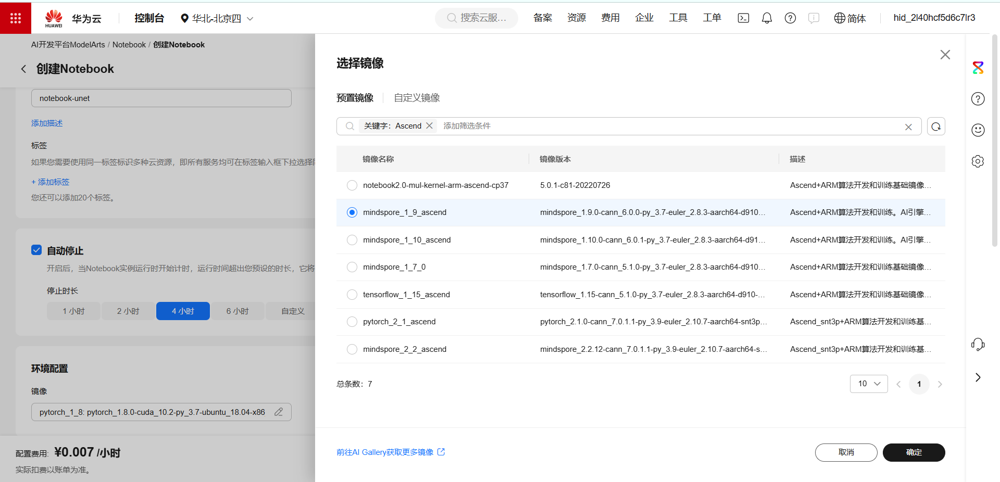 HUAWEI
华为云
控制台
华北-北京四
搜索云服...
备案
资源
费用
企业
工具
工单
简体
hid_2l40hcf5d6c7lr3
AI开发平台ModelArts / Notebook / 创建Notebook
创建Notebook
notebook-unet
添加描述
标签
如果您需要使用同一标签标识多种云资源，即所有服务均可在标签输入框下拉选择
+ 添加标签
您还可以添加20个标签。
自动停止
开启后，当Notebook实例运行时开始计时，运行时间超出您预设的时长，它将
停止时长
1 小时
2 小时
4 小时
6 小时
自定义
环境配置
镜像
pytorch_1_8: pytorch_1.8.0-cuda_10.2-py_3.7-ubuntu_18.04-x86
配置费用: ¥0.007 /小时
实际扣费以账单为准。
选择镜像
预置镜像
自定义镜像
关键字：Ascend
添加筛选条件
镜像名称 镜像版本 描述
notebook2.0-mul-kernel-arm-ascend-cp37 5.0.1-c81-20220726 Ascend+ARM算法开发和训练基础镜像...
mindspore_1_9_ascend mindspore_1.9.0-cann_6.0.0-py_3.7-euler_2.8.3-aarch64-d910... Ascend+ARM算法开发和训练。AI引擎...
mindspore_1_10_ascend mindspore_1.10.0-cann_6.0.1-py_3.7-euler_2.8.3-aarch64-d91... Ascend+ARM算法开发和训练。AI引擎...
mindspore_1_7_0 mindspore_1.7.0-cann_5.1.0-py_3.7-euler_2.8.3-aarch64-d910... Ascend+ARM算法开发和训练基础镜像...
tensorflow_1_15_ascend tensorflow_1.15-cann_5.1.0-py_3.7-euler_2.8.3-aarch64-d910-... Ascend+ARM算法开发和训练基础镜像...
pytorch_2_1_ascend pytorch_2.1.0-cann_7.0.1.1-py_3.9-euler_2.10.7-aarch64-snt3p... Ascend_snt3p+ARM算法开发和训练基...
mindspore_2_2_ascend mindspore_2.2.12-cann_7.0.1.1-py_3.9-euler_2.10.7-aarch64-s... Ascend_snt3p+ARM算法开发和训练基...
总条数：7
10
1
前往AI Gallery获取更多镜像
取消
确定